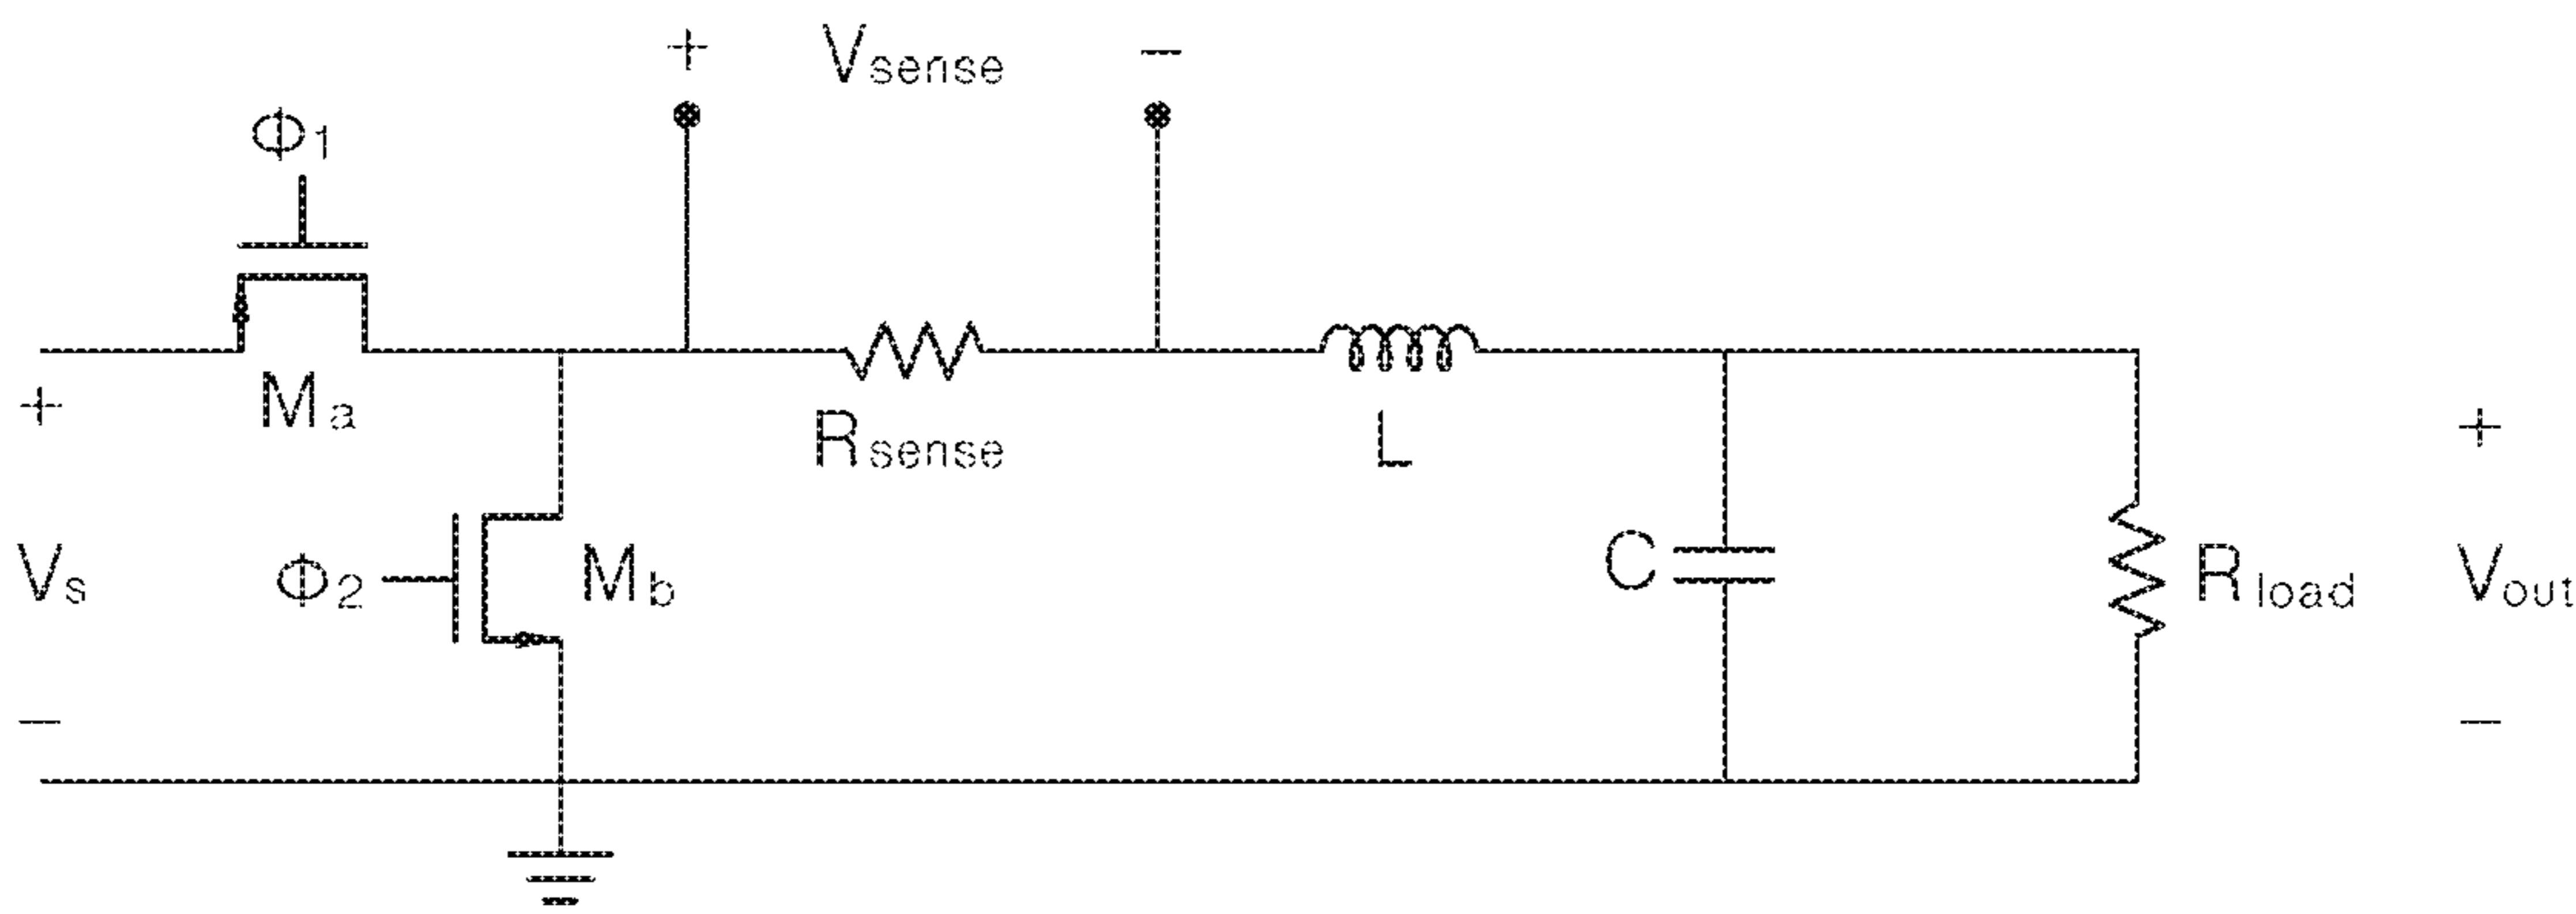 + Vsense −
Φ1
Ma
Rsense
L
+
Vs
−
Φ2
Mb
C
Rload
+
Vout
−